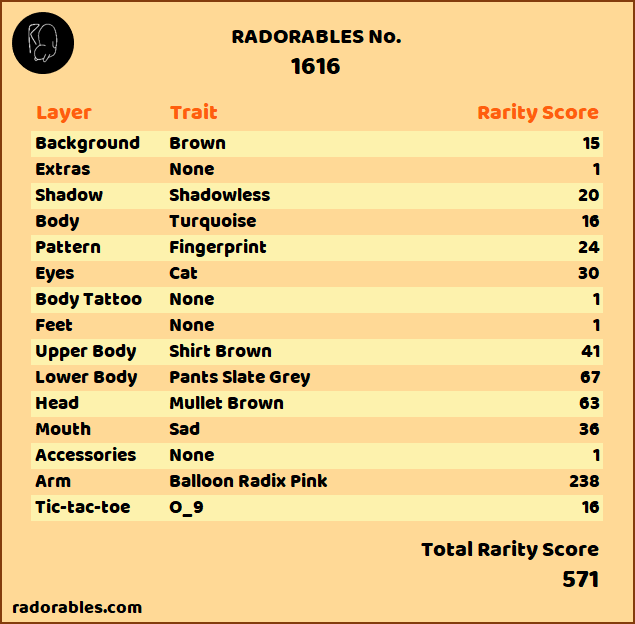 RADORABLES No.
1616
Layer Trait Rarity Score
Background Brown 15
Extras None 1
Shadow Shadowless 20
Body Turquoise 16
Pattern Fingerprint 24
Eyes Cat 30
Body Tattoo None 1
Feet None 1
Upper Body Shirt Brown 41
Lower Body Pants Slate Grey 67
Head Mullet Brown 63
Mouth Sad 36
Accessories None 1
Arm Balloon Radix Pink 238
Tic-tac-toe O_9 16
Total Rarity Score
571
radorables.com